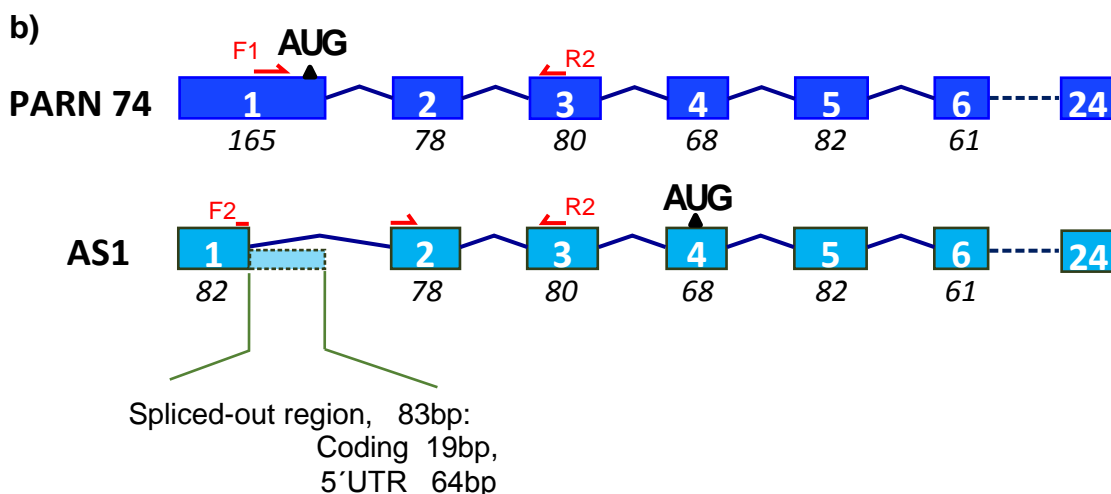 b)
F1 AUG R2
PARN 74 1 2 3 4 5 6 24
165 78 80 68 82 61
F2 R2 AUG
AS1 1 2 3 4 5 6 24
82 78 80 68 82 61
Spliced-out region, 83bp:
Coding 19bp,
5´UTR 64bp